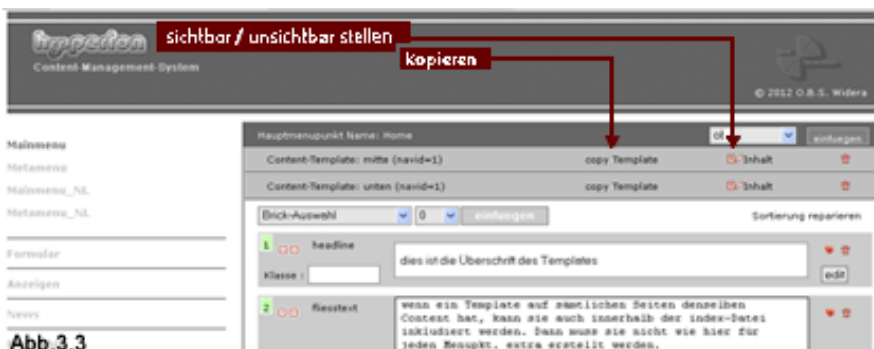 hyperion
Content-Management-System
sichtbar / unsichtbar stellen
kopieren
© 2012 O.B.S. Widera
Mainmenu
Metamenu
Mainmenu_NL
Metamenu_NL
Formular
Anzeigen
News
Abb.3.3
Hauptmenupunkt Name: Home
einfuegen
Content-Template: mitte (navid=1) copy Template Inhalt
Content-Template: unten (navid=1) copy Template Inhalt
Brick-Auswahl 0 einfuegen Sortierung reparieren
1 headline
dies ist die Überschrift des Templates
Klasse : edit
2 fliesstext
wenn ein Template auf sämtlichen Seiten denselben
Content hat, kann sie auch innerhalb der index-Datei
inkludiert werden. Dann muss sie nicht wie hier für
jeden Menupkt. extra erstellt werden.